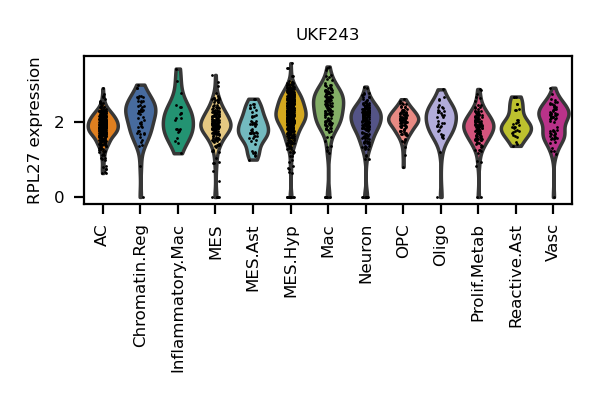 UKF243
RPL27 expression
2
0
AC
Chromatin.Reg
Inflammatory.Mac
MES
MES.Ast
MES.Hyp
Mac
Neuron
OPC
Oligo
Prolif.Metab
Reactive.Ast
Vasc